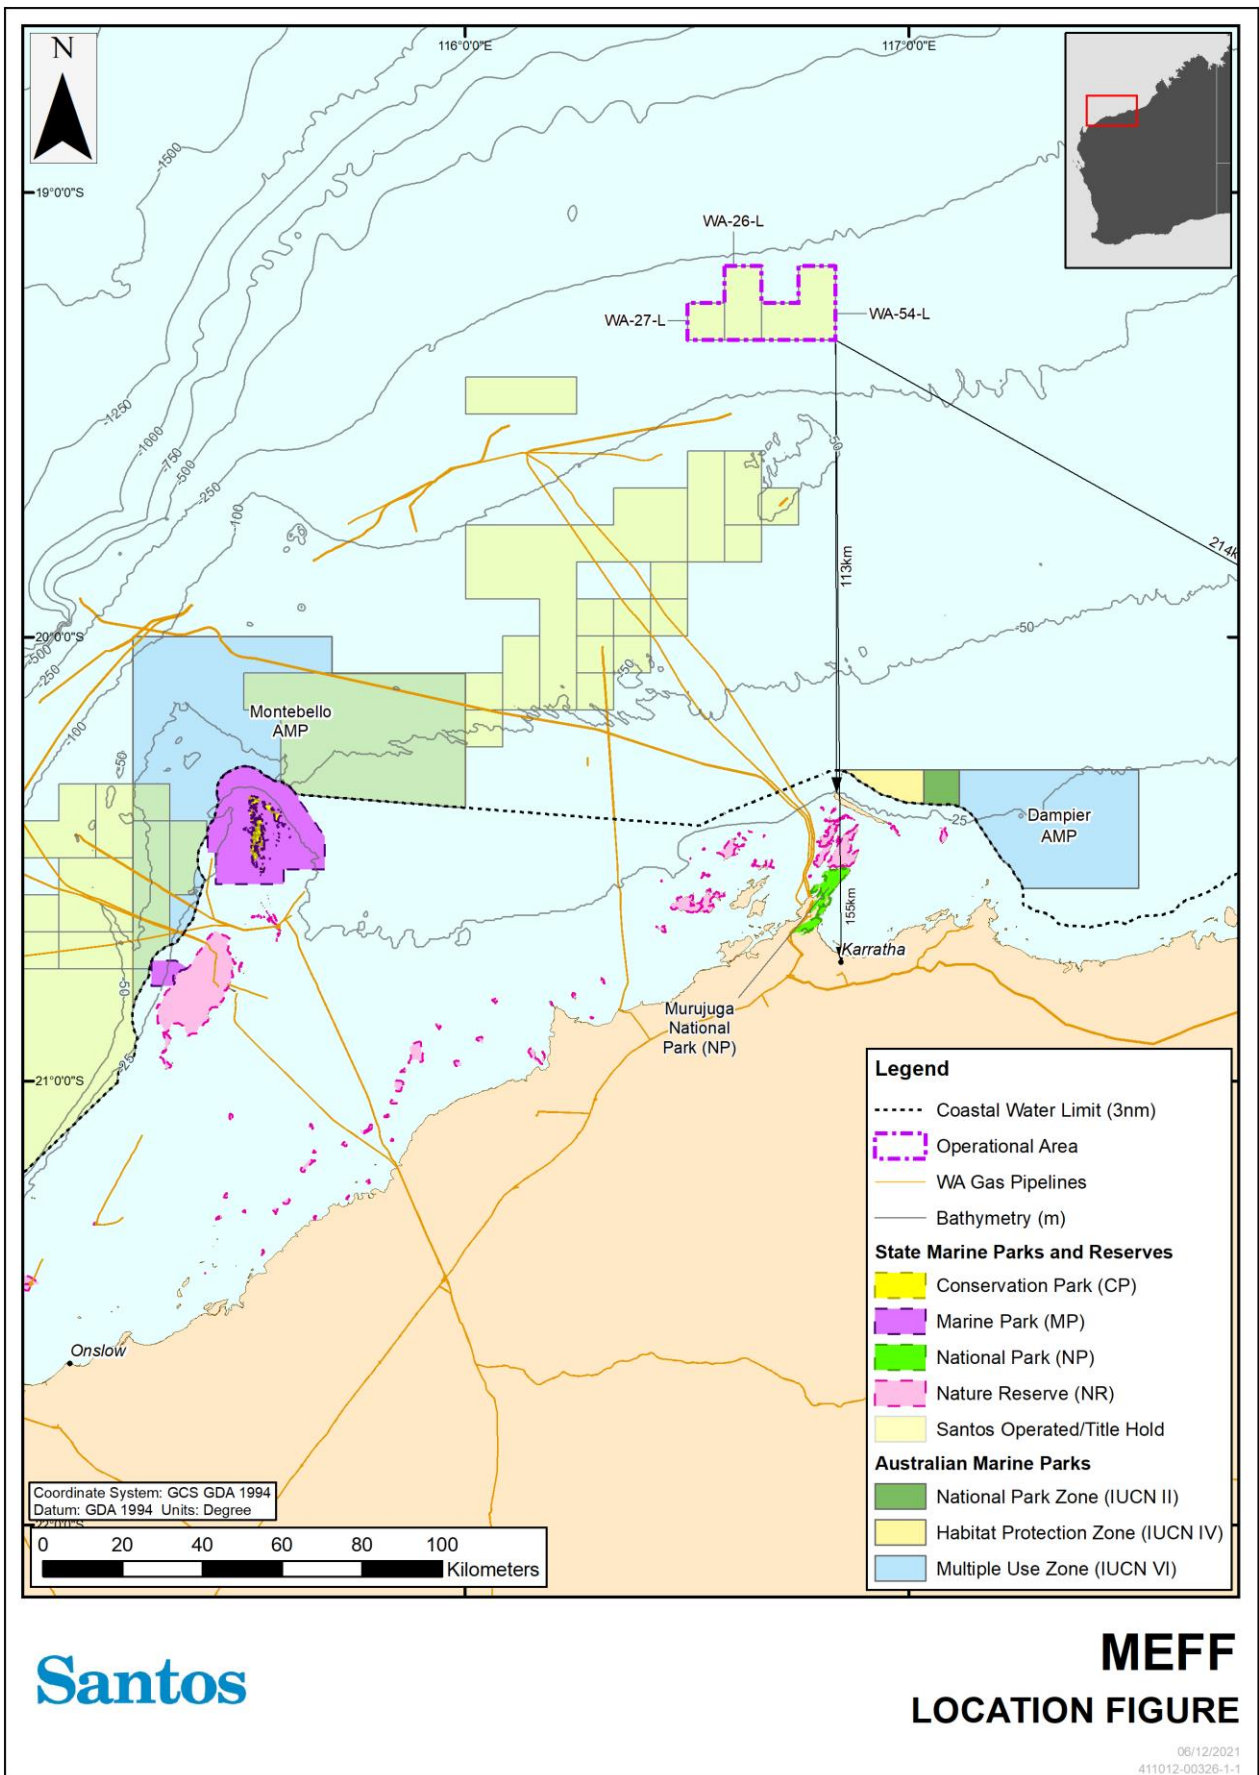 N
116°0'0"E
117°0'0"E
-1500
19°0'0"S
WA-26-L
WA-27-L
WA-54-L
-1250
-1000
-750
-500
-250
-100
-50
113km
20°0'0"S
-500
-250
-50
-50
Montebello
AMP
-100
-50
Dampier
AMP
-25
155km
Karratha
-50
Murujuga
National
Park (NP)
-25
21°0'0"S
Onslow
Legend
Coastal Water Limit (3nm)
Operational Area
WA Gas Pipelines
Bathymetry (m)
State Marine Parks and Reserves
Conservation Park (CP)
Marine Park (MP)
National Park (NP)
Nature Reserve (NR)
Santos Operated/Title Hold
Australian Marine Parks
National Park Zone (IUCN II)
Habitat Protection Zone (IUCN IV)
Multiple Use Zone (IUCN VI)
Coordinate System: GCS GDA 1994
Datum: GDA 1994 Units: Degree
0 20 40 60 80 100
Kilometers
Santos
MEFF
LOCATION FIGURE
06/12/2021
411012-00326-1-1